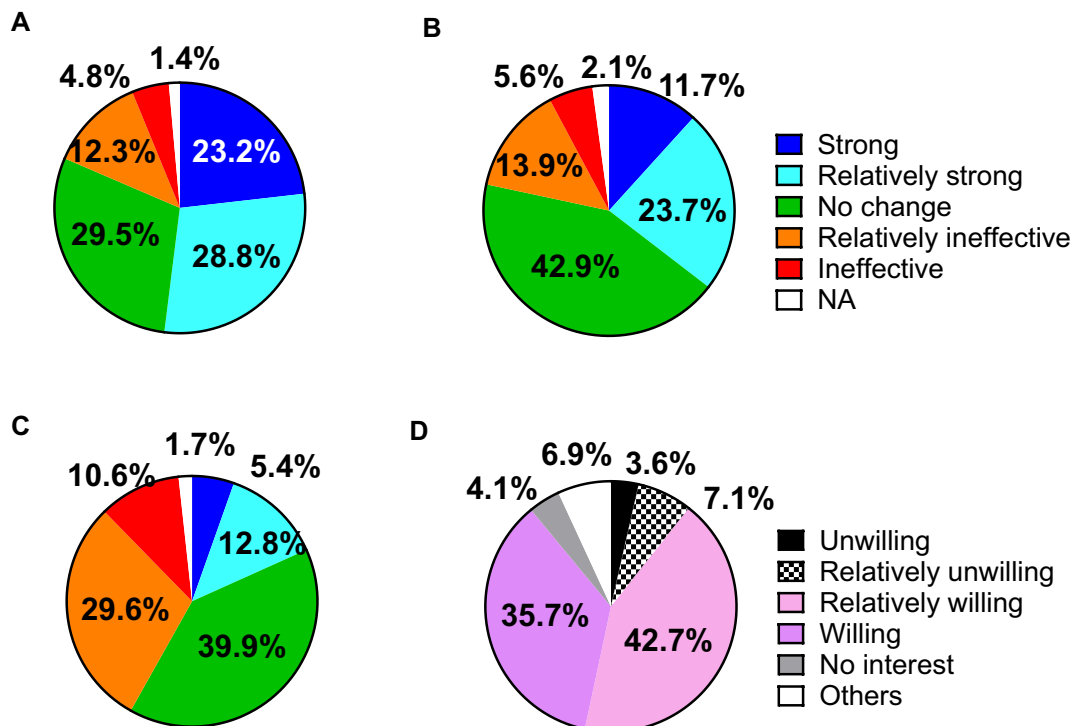 A
1.4%
4.8%
12.3%
23.2%
29.5%
28.8%
B
2.1%
5.6%
11.7%
13.9%
23.7%
42.9%
Strong
Relatively strong
No change
Relatively ineffective
Ineffective
NA
C
1.7%
5.4%
10.6%
12.8%
29.6%
39.9%
D
6.9%
3.6%
4.1%
7.1%
35.7%
42.7%
Unwilling
Relatively unwilling
Relatively willing
Willing
No interest
Others